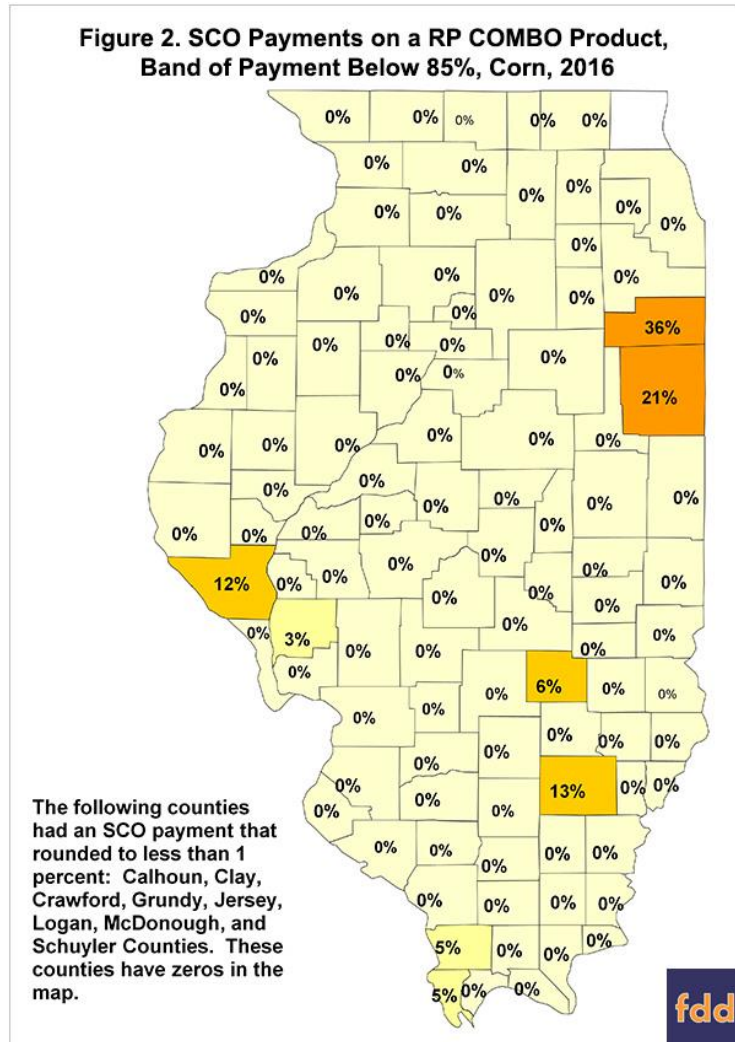 Figure 2. SCO Payments on a RP COMBO Product,
Band of Payment Below 85%, Corn, 2016
0% 0% 0% 0% 0%
0% 0% 0%
0% 0% 0% 0% 0%
0%
0% 0% 0%
0% 0% 0%
0% 0% 36%
0% 0% 0%
0% 0% 0% 0%
0% 21%
0% 0% 0%
0% 0% 0%
0% 0%
0% 0% 0% 0%
0% 0%
0% 0% 0% 0%
0% 0% 0% 0%
12% 0% 0% 0% 0%
0% 0% 0%
0% 3% 0% 0%
0% 0% 0% 0%
0% 0% 6% 0% 0%
0% 0%
0% 0% 0% 0%
0% 0% 13% 0% 0%
0% 0% 0%
0% 0% 0% 0% 0%
0% 0% 0% 0%
5% 0% 0% 0%
5% 0% 0%
The following counties
had an SCO payment that
rounded to less than 1
percent: Calhoun, Clay,
Crawford, Grundy, Jersey,
Logan, McDonough, and
Schuyler Counties. These
counties have zeros in the
map.
fdd